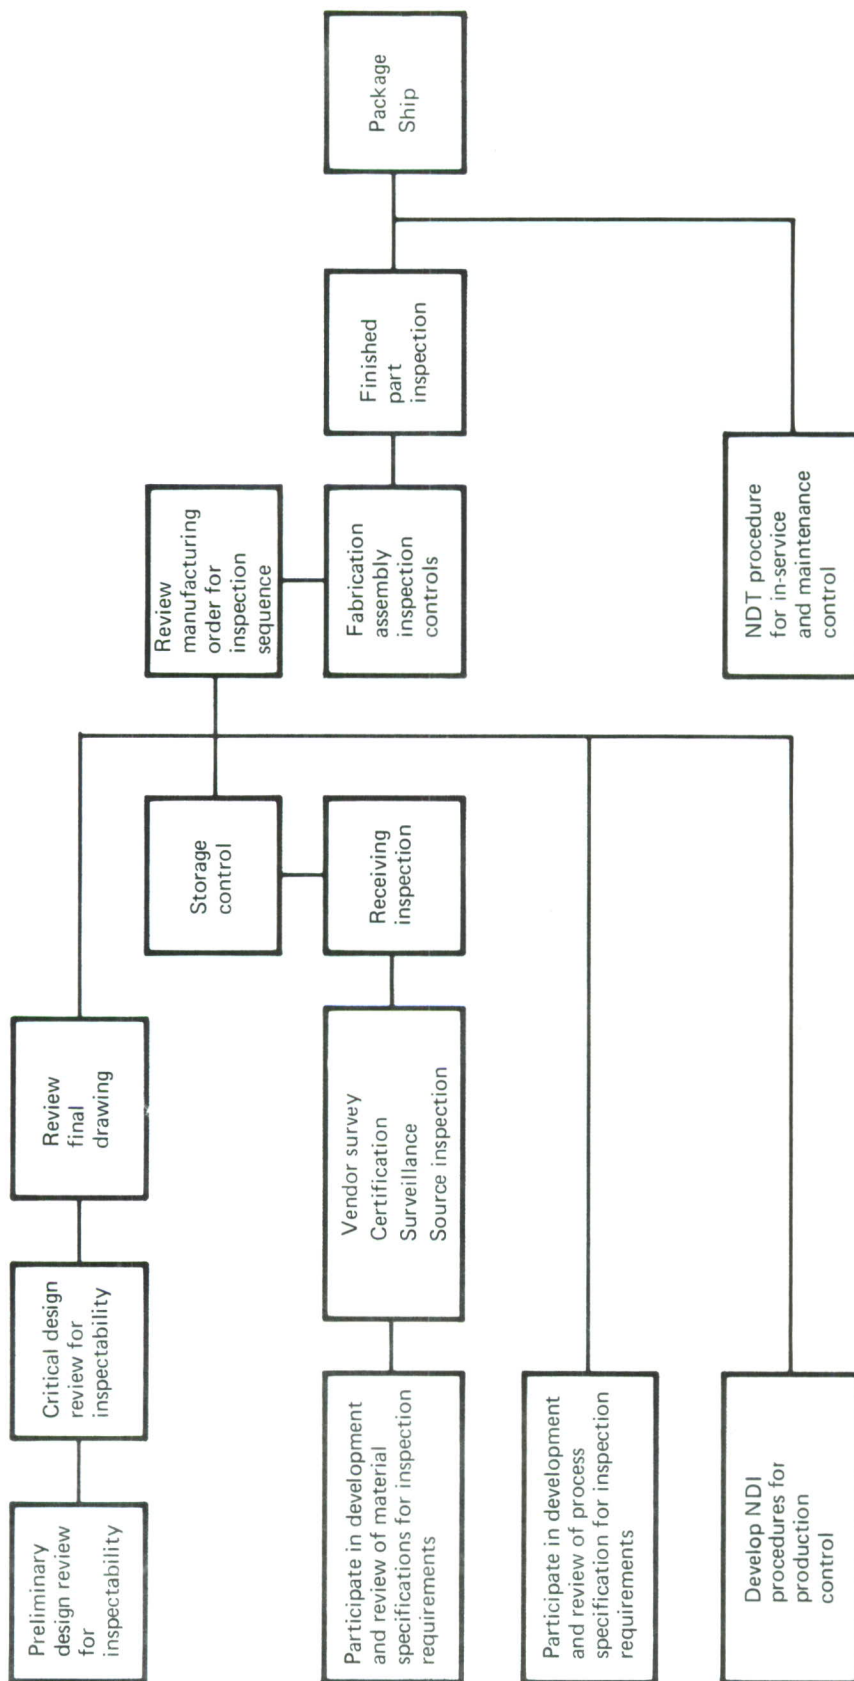 Preliminary
design review
for
inspectability
Critical design
review for
inspectability
Review
final
drawing
Participate in development
and review of material
specifications for inspection
requirements
Vendor survey
Certification
Surveillance
Source inspection
Receiving
inspection
Storage
control
Review
manufacturing
order for
inspection
sequence
Fabrication
assembly
inspection
controls
Finished
part
inspection
Package
Ship
Participate in development
and review of process
specification for inspection
requirements
Develop NDI
procedures for
production
control
NDT procedure
for in-service
and maintenance
control